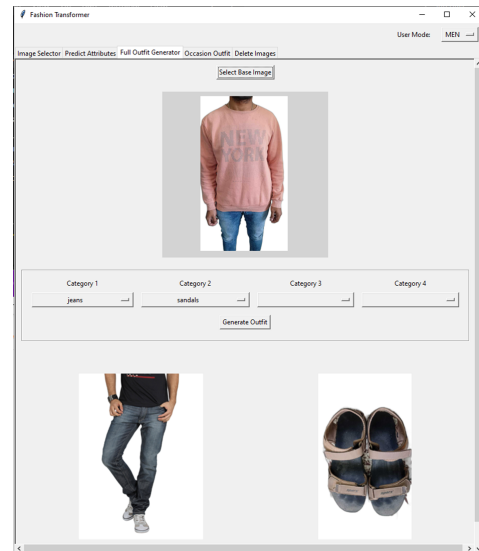 Fashion Transformer
User Mode: MEN
Image Selector Predict Attributes Full Outfit Generator Occasion Outfit Delete Images
Select Base Image
NEW
YORK
Category 1 Category 2 Category 3 Category 4
jeans sandals
Generate Outfit